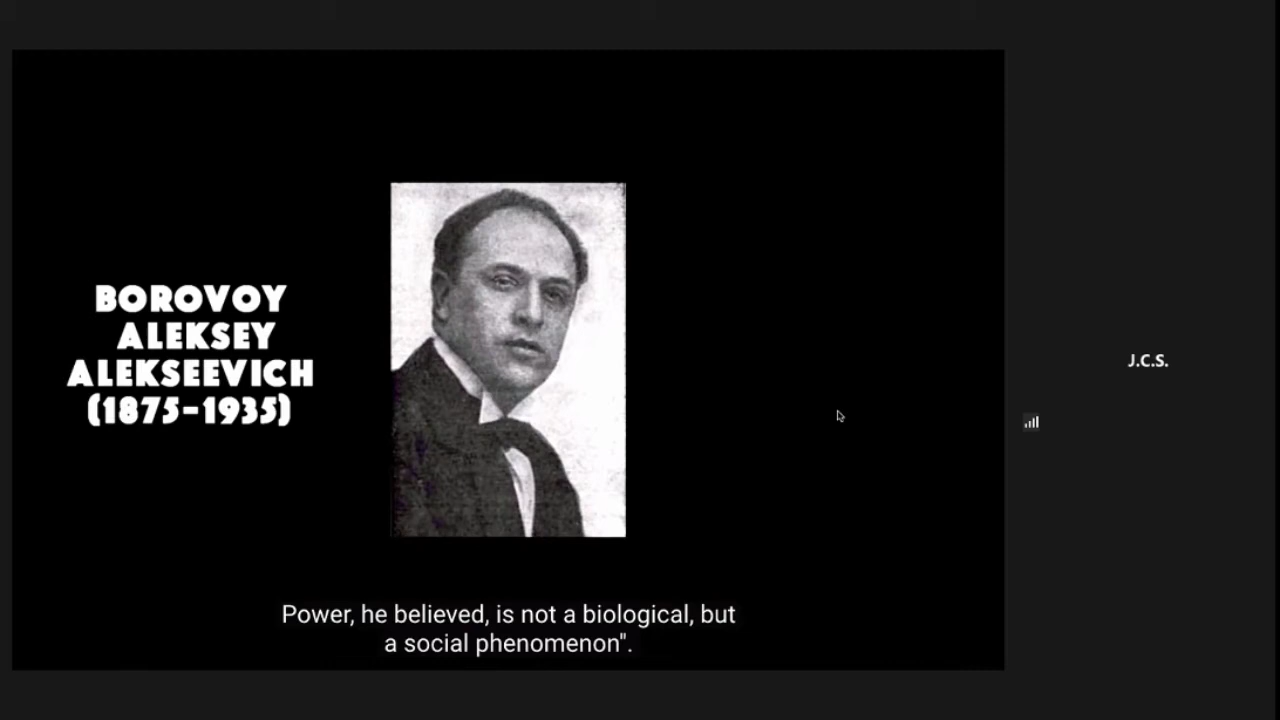 BOROVOY
ALEKSEY
ALEKSEEVICH
(1875-1935)
J.C.S.
Power, he believed, is not a biological, but
a social phenomenon".